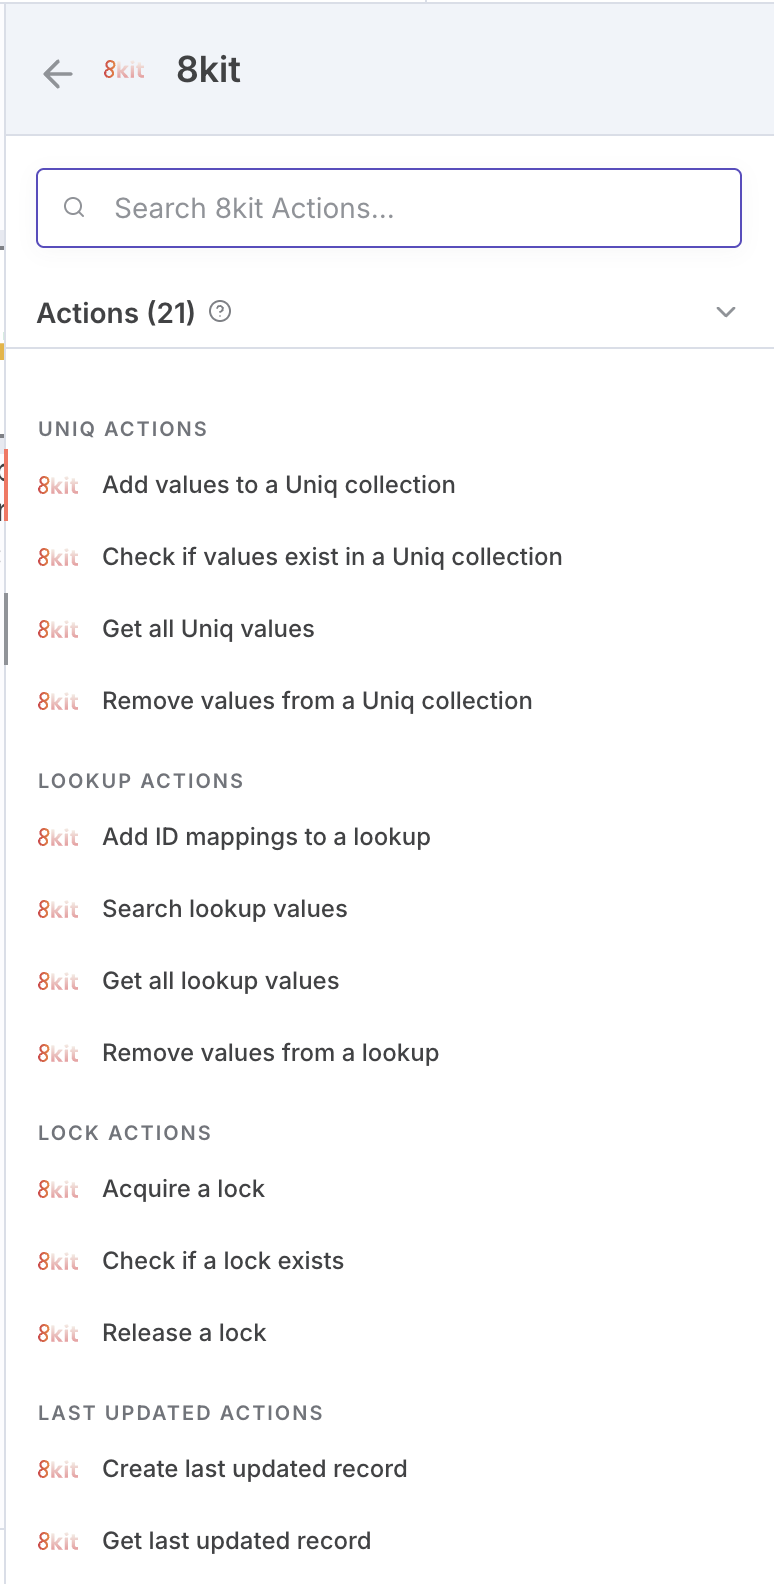 8kit 8kit
Search 8kit Actions...
Actions (21)
UNIQ ACTIONS
8kit Add values to a Uniq collection
8kit Check if values exist in a Uniq collection
8kit Get all Uniq values
8kit Remove values from a Uniq collection
LOOKUP ACTIONS
8kit Add ID mappings to a lookup
8kit Search lookup values
8kit Get all lookup values
8kit Remove values from a lookup
LOCK ACTIONS
8kit Acquire a lock
8kit Check if a lock exists
8kit Release a lock
LAST UPDATED ACTIONS
8kit Create last updated record
8kit Get last updated record